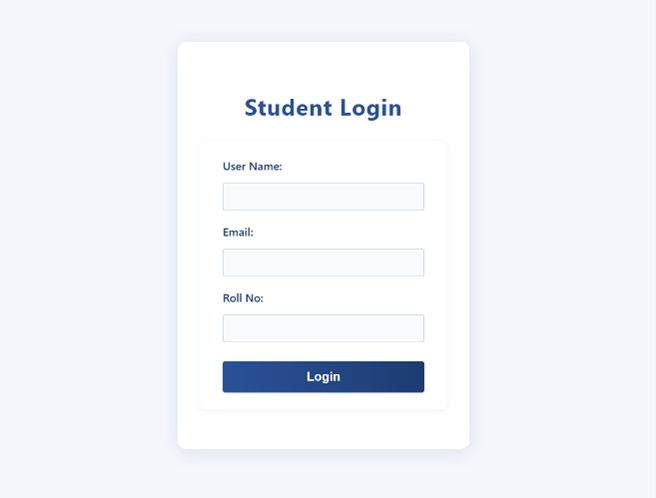 Student Login
User Name:
Email:
Roll No:
Login